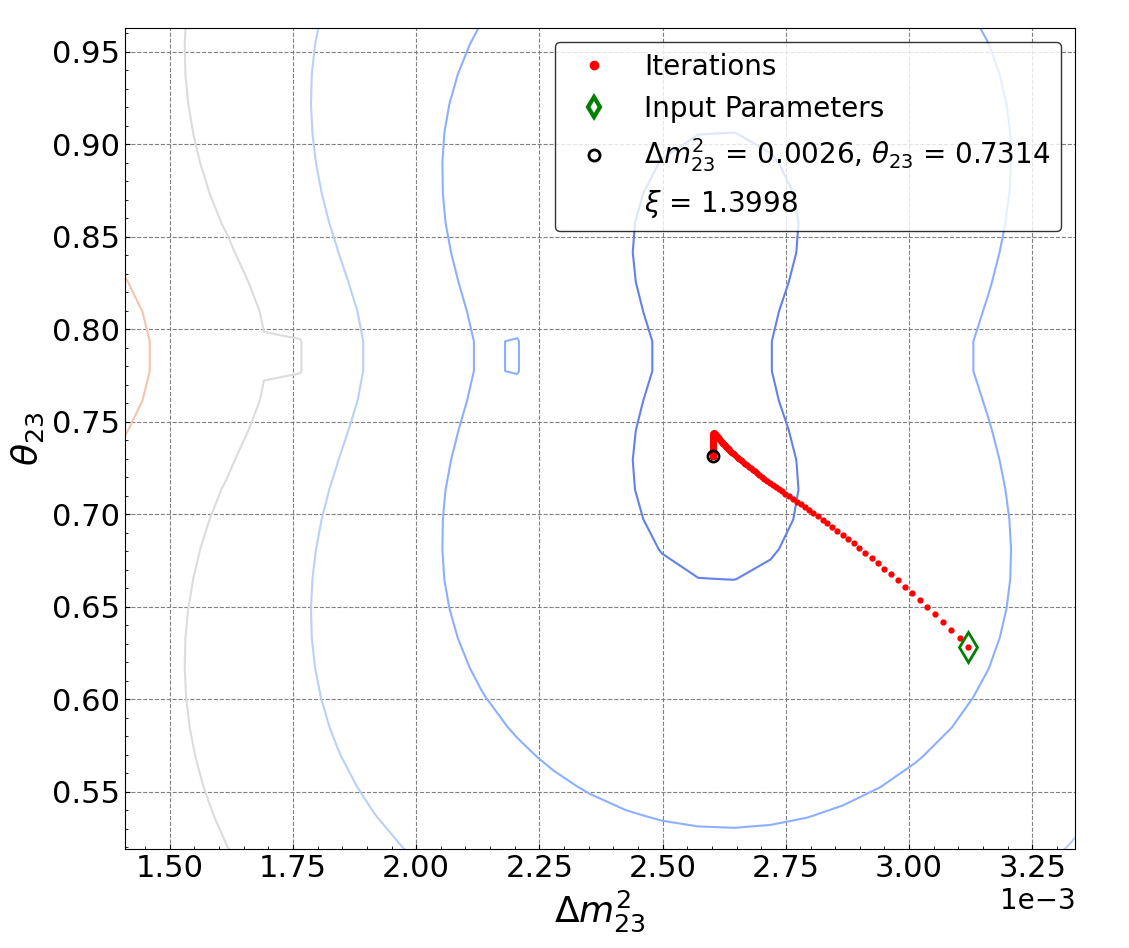 0.95
0.90
0.85
0.80
0.75
0.70
0.65
0.60
0.55
θ₂₃
Iterations
Input Parameters
Δm²₂₃ = 0.0026, θ₂₃ = 0.7314
ξ = 1.3998
1.50 1.75 2.00 2.25 2.50 2.75 3.00 3.25
1e−3
Δm²₂₃